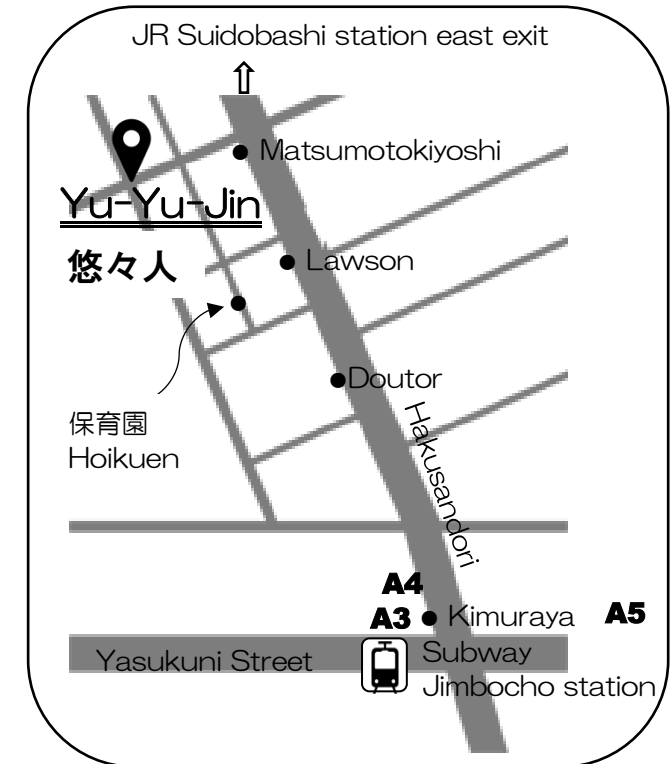 JR Suidobashi station east exit
⇧
Matsumotokiyoshi
Yu-Yu-Jin
悠々人
Lawson
Doutor
保育園
Hoikuen
Hakusandori
A4
A3
Kimuraya
A5
Yasukuni Street
Subway
Jimbocho station